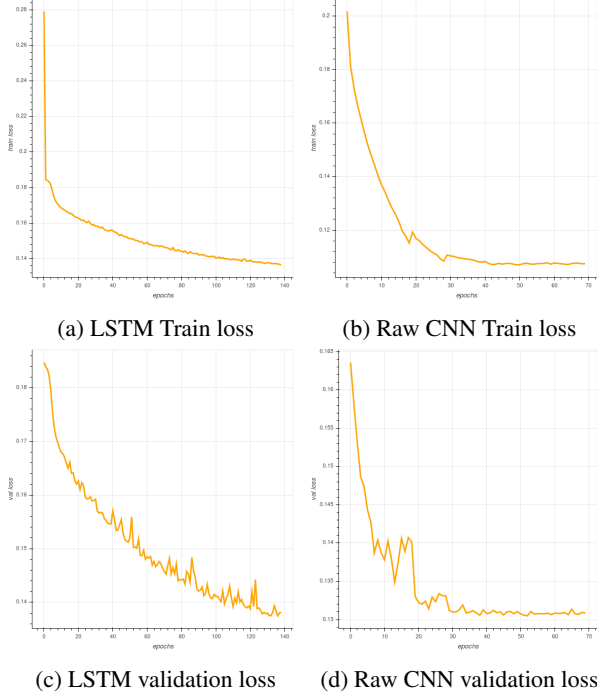 0.28
0.26
0.24
0.22
0.2
0.18
0.16
0.14
train loss
0 20 40 60 80 100 120 140
epochs
0.2
0.18
0.16
0.14
0.12
train loss
0 10 20 30 40 50 60 70
epochs
(a) LSTM Train loss (b) Raw CNN Train loss
0.18
0.17
0.16
0.15
0.14
val loss
0 20 40 60 80 100 120 140
epochs
0.165
0.16
0.155
0.15
0.145
0.14
0.135
0.13
val loss
0 10 20 30 40 50 60 70
epochs
(c) LSTM validation loss (d) Raw CNN validation loss